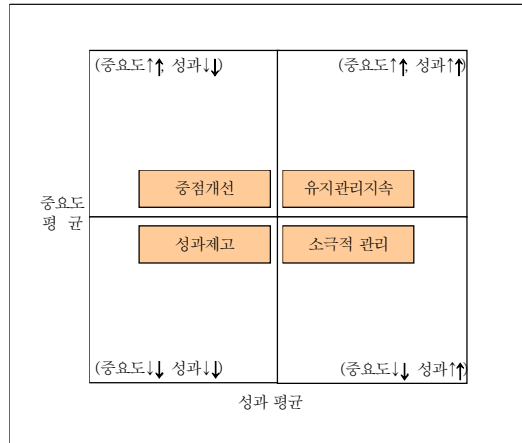 (중요도↑↑, 성과↓↓)
(중요도↑↑, 성과↑↑)
중점개선
유지관리지속
중요도
평 균
성과제고
소극적 관리
(중요도↓↓ 성과↓↓)
(중요도↓↓ 성과↑↑)
성과 평균